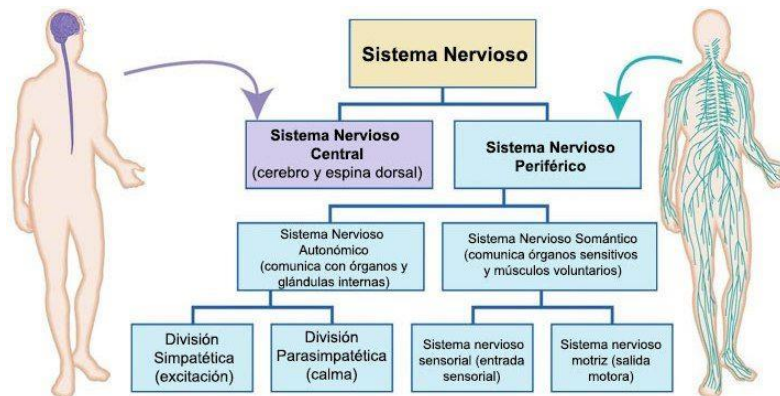 Sistema Nervioso
Sistema Nervioso
Central
(cerebro y espina dorsal)
Sistema Nervioso
Periférico
Sistema Nervioso
Autonómico
(comunica con órganos y
glándulas internas)
Sistema Nervioso Somántico
(comunica órganos sensitivos
y músculos voluntarios)
División
Simpatética
(excitación)
División
Parasimpatética
(calma)
Sistema nervioso
sensorial (entrada
sensorial)
Sistema nervioso
motriz (salida
motora)